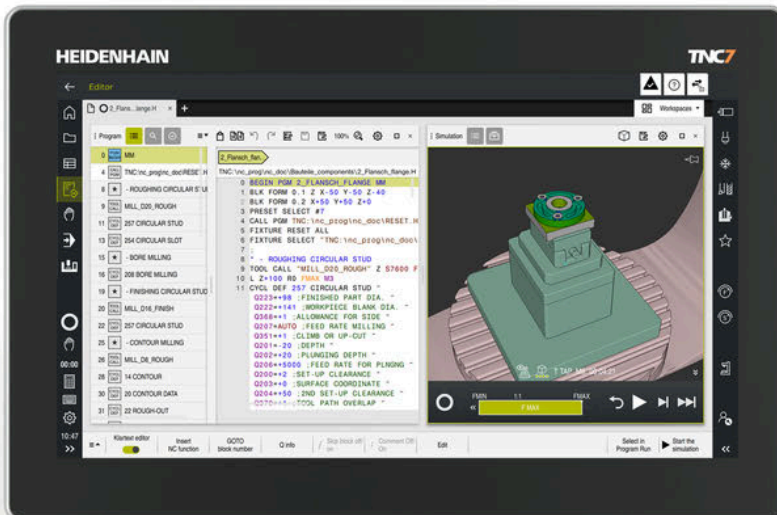 HEIDENHAIN
TNC7
Editor
2_Flans...lange.H
Workspaces
Program
100%
Simulation
0 MM
4 TNC:\nc_prog\nc_doc\RESET.H
8 - ROUGHING CIRCULAR STU
9 MILL_D20_ROUGH
11 257 CIRCULAR STUD
13 254 CIRCULAR SLOT
15 - BORE MILLING
16 208 BORE MILLING
19 - FINISHING CIRCULAR STUD
20 MILL_D16_FINISH
22 257 CIRCULAR STUD
25 - CONTOUR MILLING
26 MILL_D8_ROUGH
28 14 CONTOUR
30 20 CONTOUR DATA
31 22 ROUGH-OUT
2_Flansch_flan..
TNC:\nc_prog\nc_doc\Bauteile_components\2_Flansch_flange.H
0 BEGIN PGM 2_FLANSCH_FLANGE MM
1 BLK FORM 0.1 Z X-50 Y-50 Z-40
2 BLK FORM 0.2 X+50 Y+50 Z+0
3 PRESET SELECT #7
4 CALL PGM TNC:\nc_prog\nc_doc\RESET.H
5 FIXTURE RESET ALL
6 FIXTURE SELECT "TNC:\nc_prog\nc_doc\
7 ;
8 * - ROUGHING CIRCULAR STUD
9 TOOL CALL "MILL_D20_ROUGH" Z S7600 F
10 L Z+100 R0 FMAX M3
11 CYCL DEF 257 CIRCULAR STUD ~
Q223=+98 ;FINISHED PART DIA. ~
Q222=+141 ;WORKPIECE BLANK DIA. ~
Q368=+1 ;ALLOWANCE FOR SIDE ~
Q207=AUTO ;FEED RATE MILLING ~
Q351=+1 ;CLIMB OR UP-CUT ~
Q201=-20 ;DEPTH ~
Q202=+20 ;PLUNGING DEPTH ~
Q206=+5000 ;FEED RATE FOR PLNGNG ~
Q200=+2 ;SET-UP CLEARANCE ~
Q203=+0 ;SURFACE COORDINATE ~
Q204=+50 ;2ND SET-UP CLEARANCE ~
;TOOL PATH OVERLAP ~
00:04:21
FMIN 1:1 FMAX
F MAX
00:00
10:47
Klartext editor
Insert NC function
GOTO block number
Q info
Skip block off/ on
Comment Off/ On
Edit
Select in Program Run
Start the simulation